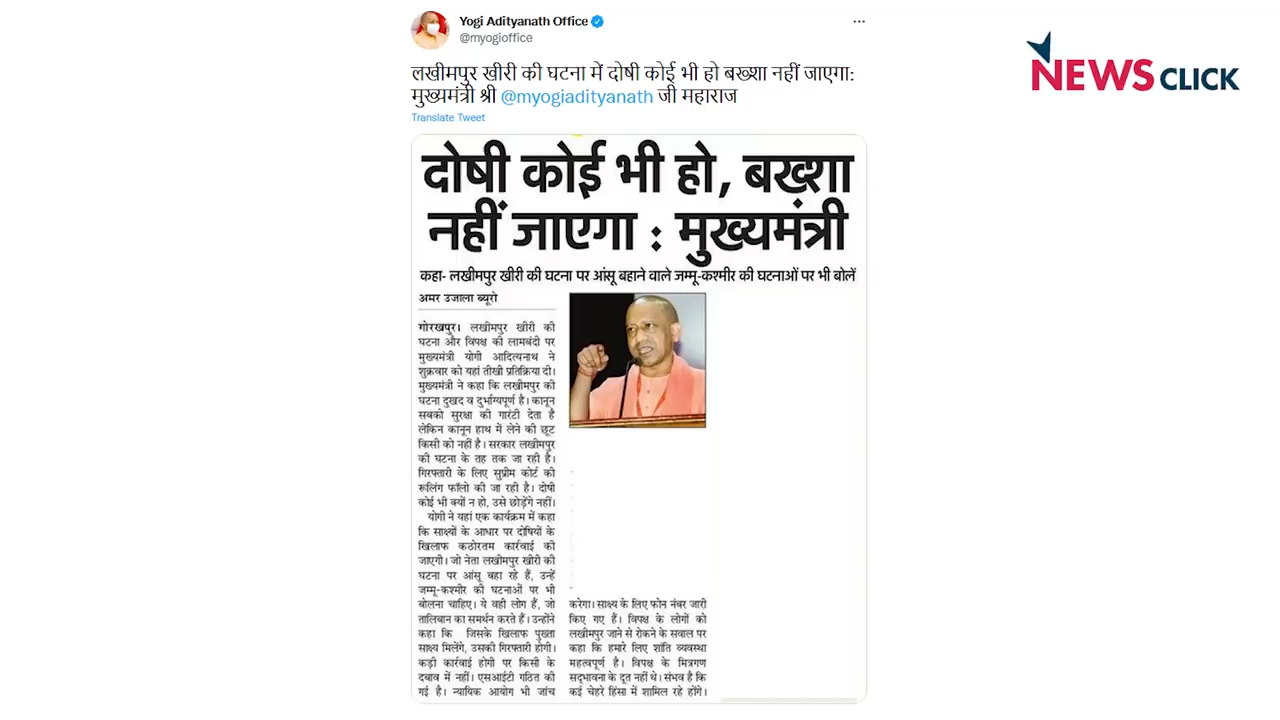 Yogi Adityanath Office
@myogioffice
लखीमपुर खीरी की घटना में दोषी कोई भी हो बख्शा नहीं जाएगा:
मुख्यमंत्री श्री @myogiadityanath जी महाराज
Translate Tweet
NEWS CLICK
दोषी कोई भी हो, बख्शा
नहीं जाएगा : मुख्यमंत्री
कहा- लखीमपुर खीरी की घटना पर आंसू बहाने वाले जम्मू-कश्मीर की घटनाओं पर भी बोलें
अमर उजाला ब्यूरो
गोरखपुर। लखीमपुर खीरी की
घटना और विपक्ष की लामबंदी पर
मुख्यमंत्री योगी आदित्यनाथ ने
शुक्रवार को यहां तीखी प्रतिक्रिया दी।
मुख्यमंत्री ने कहा कि लखीमपुर की
घटना दुखद व दुर्भाग्यपूर्ण है। कानून
सबको सुरक्षा की गारंटी देता है
लेकिन कानून हाथ में लेने की छूट
किसी को नहीं है। सरकार लखीमपुर
की घटना के तह तक जा रही है।
गिरफ्तारी के लिए सुप्रीम कोर्ट की
रूलिंग फॉलो की जा रही है। दोषी
कोई भी क्यों न हो, उसे छोड़ेंगे नहीं।
योगी ने यहां एक कार्यक्रम में कहा
कि साक्ष्यों के आधार पर दोषियों के
खिलाफ कठोरतम कार्रवाई की
जाएगी। जो नेता लखीमपुर खीरी की
घटना पर आंसू बहा रहे हैं, उन्हें
जम्मू-कश्मीर की घटनाओं पर भी
बोलना चाहिए। ये वही लोग हैं, जो
तालिबान का समर्थन करते हैं। उन्होंने
कहा कि जिसके खिलाफ पुख्ता
साक्ष्य मिलेंगे, उसकी गिरफ्तारी होगी।
कड़ी कार्रवाई होगी पर किसी के
दबाव में नहीं। एसआईटी गठित की
गई है। न्यायिक आयोग भी जांच
करेगा। साक्ष्य के लिए फोन नंबर जारी
किए गए हैं। विपक्ष के लोगों को
लखीमपुर जाने से रोकने के सवाल पर
कहा कि हमारे लिए शांति व्यवस्था
महत्वपूर्ण है। विपक्ष के मित्रगण
सद्भावना के दूत नहीं थे। संभव है कि
कई चेहरे हिंसा में शामिल रहे होंगे।